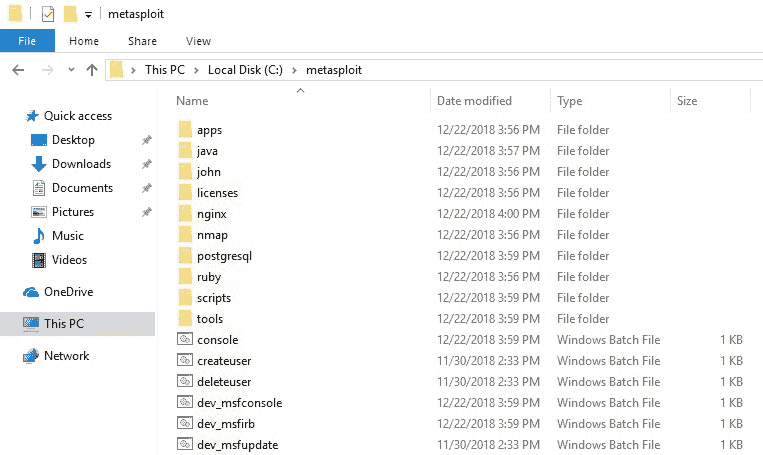 metasploit
File Home Share View
This PC Local Disk (C:) metasploit
Name Date modified Type Size
Quick access
Desktop
Downloads
Documents
Pictures
Music
Videos
OneDrive
This PC
Network
apps 12/22/2018 3:56 PM File folder
java 12/22/2018 3:57 PM File folder
john 12/22/2018 3:56 PM File folder
licenses 12/22/2018 3:56 PM File folder
nginx 12/22/2018 4:00 PM File folder
nmap 12/22/2018 3:56 PM File folder
postgresql 12/22/2018 3:59 PM File folder
ruby 12/22/2018 3:56 PM File folder
scripts 12/22/2018 3:59 PM File folder
tools 12/22/2018 3:59 PM File folder
console 12/22/2018 3:59 PM Windows Batch File 1 KB
createuser 11/30/2018 2:33 PM Windows Batch File 1 KB
deleteuser 11/30/2018 2:33 PM Windows Batch File 1 KB
dev_msfconsole 12/22/2018 3:59 PM Windows Batch File 1 KB
dev_msfirb 12/22/2018 3:59 PM Windows Batch File 1 KB
dev_msfupdate 11/30/2018 2:33 PM Windows Batch File 1 KB